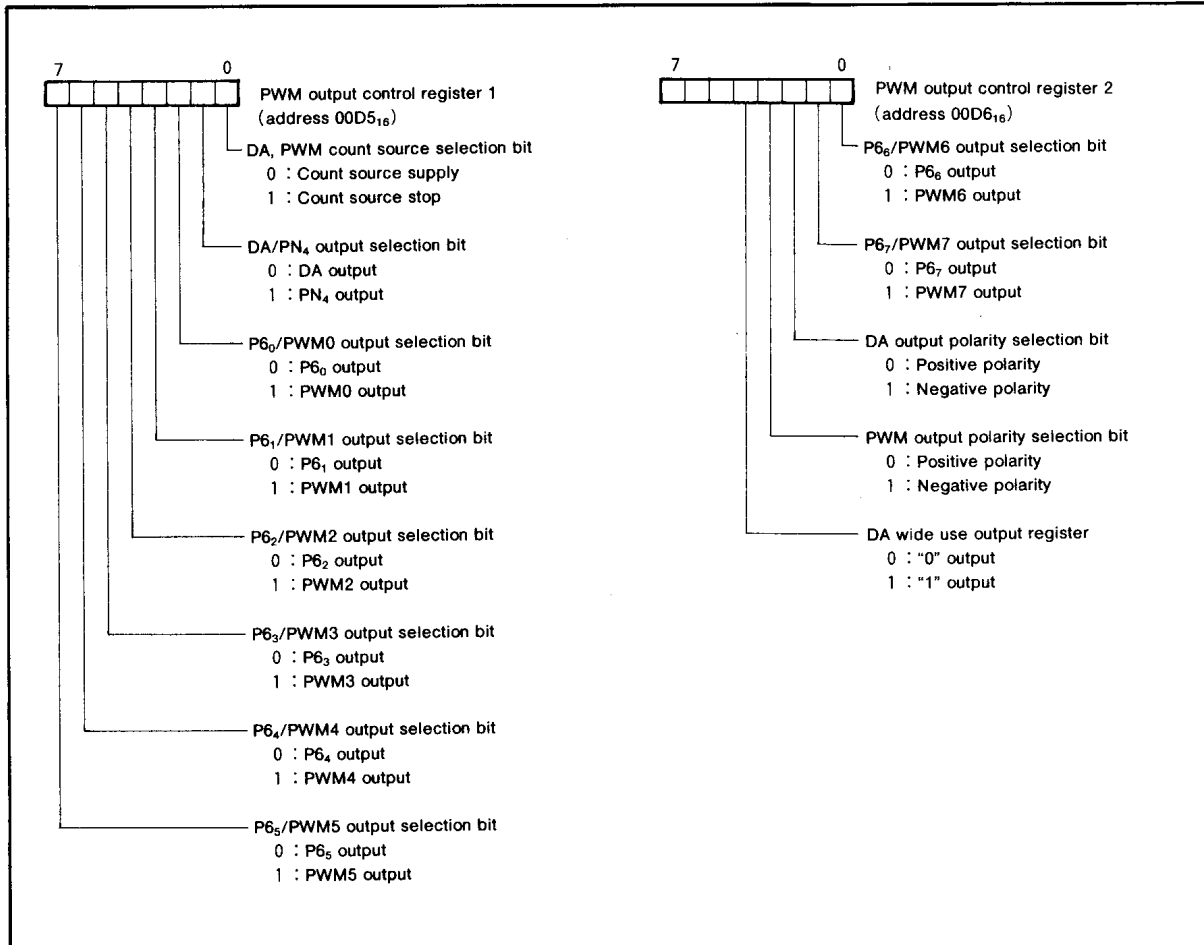 7 0
PWM output control register 1
(address 00D5₁₆)
DA, PWM count source selection bit
0 : Count source supply
1 : Count source stop
DA/PN₄ output selection bit
0 : DA output
1 : PN₄ output
P6₀/PWM0 output selection bit
0 : P6₀ output
1 : PWM0 output
P6₁/PWM1 output selection bit
0 : P6₁ output
1 : PWM1 output
P6₂/PWM2 output selection bit
0 : P6₂ output
1 : PWM2 output
P6₃/PWM3 output selection bit
0 : P6₃ output
1 : PWM3 output
P6₄/PWM4 output selection bit
0 : P6₄ output
1 : PWM4 output
P6₅/PWM5 output selection bit
0 : P6₅ output
1 : PWM5 output
7 0
PWM output control register 2
(address 00D6₁₆)
P6₆/PWM6 output selection bit
0 : P6₆ output
1 : PWM6 output
P6₇/PWM7 output selection bit
0 : P6₇ output
1 : PWM7 output
DA output polarity selection bit
0 : Positive polarity
1 : Negative polarity
PWM output polarity selection bit
0 : Positive polarity
1 : Negative polarity
DA wide use output register
0 : “0” output
1 : “1” output